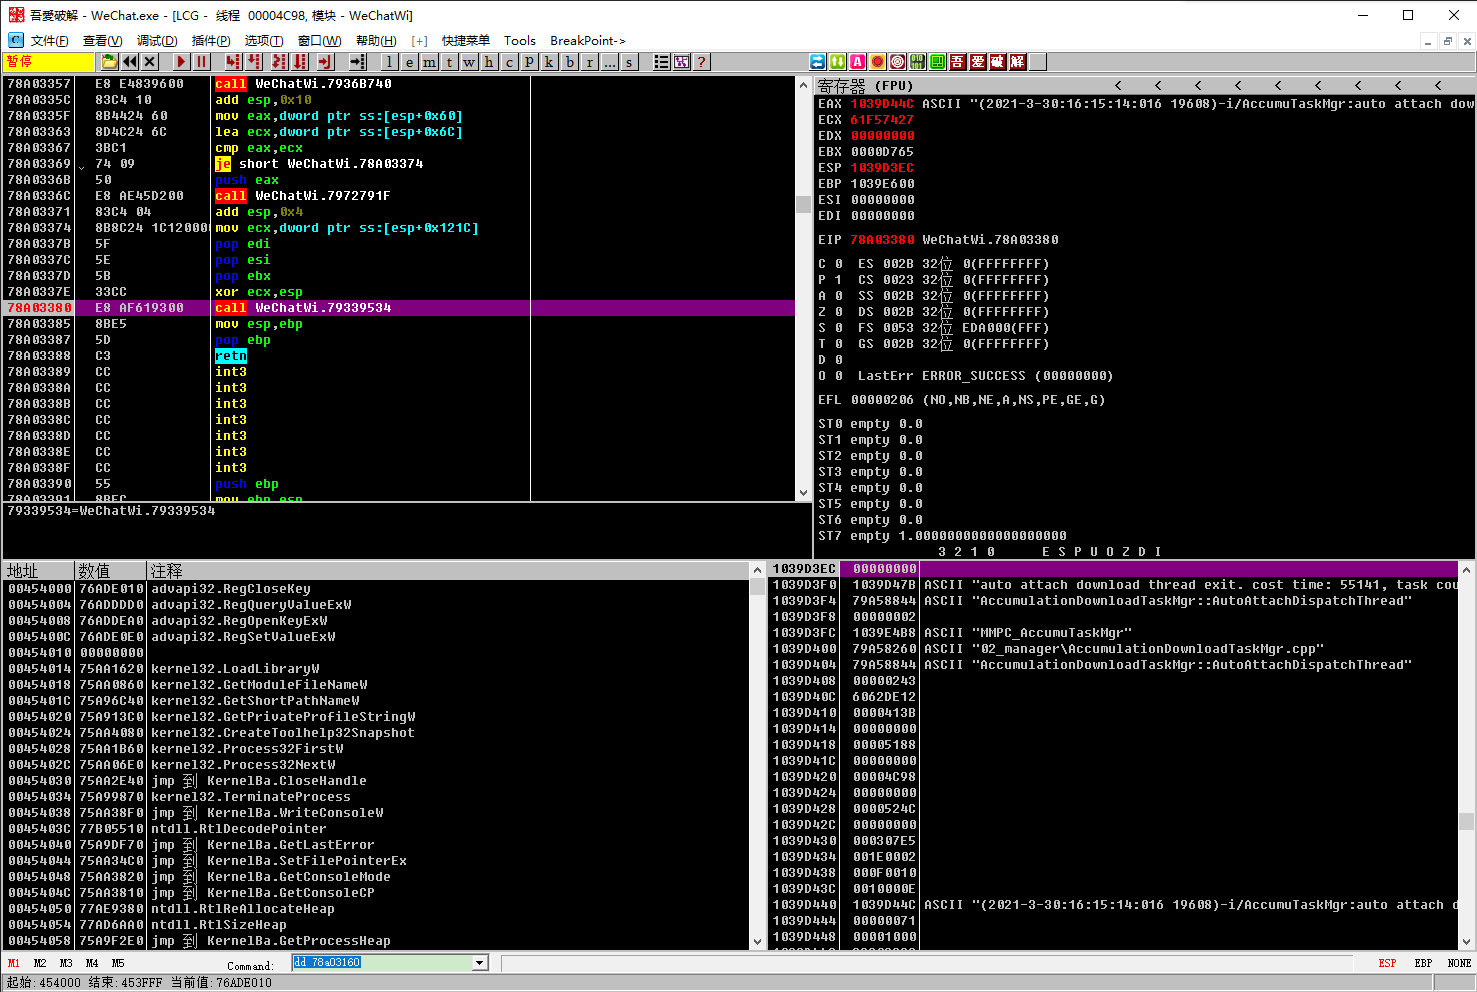 吾爱破解 - WeChat.exe - [LCG - 线程 00004C98, 模块 - WeChatWi]
文件(F) 查看(V) 调试(D) 插件(P) 选项(T) 窗口(W) 帮助(H) [+] 快捷菜单 Tools BreakPoint->
暂停 l e m t w h c p k b r ... s ? 吾 爱 破 解
78A03357 E8 E4839600 call WeChatWi.7936B740
78A0335C 83C4 10 add esp,0x10
78A0335F 8B4424 60 mov eax,dword ptr ss:[esp+0x60]
78A03363 8D4C24 6C lea ecx,dword ptr ss:[esp+0x6C]
78A03367 3BC1 cmp eax,ecx
78A03369 74 09 je short WeChatWi.78A03374
78A0336B 50 push eax
78A0336C E8 AE45D200 call WeChatWi.7972791F
78A03371 83C4 04 add esp,0x4
78A03374 8B8C24 1C12000 mov ecx,dword ptr ss:[esp+0x121C]
78A0337B 5F pop edi
78A0337C 5E pop esi
78A0337D 5B pop ebx
78A0337E 33CC xor ecx,esp
78A03380 E8 AF619300 call WeChatWi.79339534
78A03385 8BE5 mov esp,ebp
78A03387 5D pop ebp
78A03388 C3 retn
78A03389 CC int3
78A0338A CC int3
78A0338B CC int3
78A0338C CC int3
78A0338D CC int3
78A0338E CC int3
78A0338F CC int3
78A03390 55 push ebp
78A03391 8BEC mov ebp,esp
79339534=WeChatWi.79339534
寄存器 (FPU) < < < < < < < < <
EAX 1039D44C ASCII "(2021-3-30:16:15:14:016 19608)-i/AccumuTaskMgr:auto attach dow
ECX 61F57427
EDX 00000000
EBX 0000D765
ESP 1039D3EC
EBP 1039E600
ESI 00000000
EDI 00000000
EIP 78A03380 WeChatWi.78A03380
C 0 ES 002B 32位 0(FFFFFFFF)
P 1 CS 0023 32位 0(FFFFFFFF)
A 0 SS 002B 32位 0(FFFFFFFF)
Z 0 DS 002B 32位 0(FFFFFFFF)
S 0 FS 0053 32位 EDA000(FFF)
T 0 GS 002B 32位 0(FFFFFFFF)
D 0
O 0 LastErr ERROR_SUCCESS (00000000)
EFL 00000206 (NO,NB,NE,A,NS,PE,GE,G)
ST0 empty 0.0
ST1 empty 0.0
ST2 empty 0.0
ST3 empty 0.0
ST4 empty 0.0
ST5 empty 0.0
ST6 empty 0.0
ST7 empty 1.0000000000000000000
3 2 1 0 E S P U O Z D I
地址 数值 注释
00454000 76ADE010 advapi32.RegCloseKey
00454004 76ADDDD0 advapi32.RegQueryValueExW
00454008 76ADDEA0 advapi32.RegOpenKeyExW
0045400C 76ADE0E0 advapi32.RegSetValueExW
00454010 00000000
00454014 75AA1620 kernel32.LoadLibraryW
00454018 75AA0860 kernel32.GetModuleFileNameW
0045401C 75A96C40 kernel32.GetShortPathNameW
00454020 75A913C0 kernel32.GetPrivateProfileStringW
00454024 75AA4080 kernel32.CreateToolhelp32Snapshot
00454028 75AA1B60 kernel32.Process32FirstW
0045402C 75AA06E0 kernel32.Process32NextW
00454030 75AA2E40 jmp 到 KernelBa.CloseHandle
00454034 75A99870 kernel32.TerminateProcess
00454038 75AA38F0 jmp 到 KernelBa.WriteConsoleW
0045403C 77B05510 ntdll.RtlDecodePointer
00454040 75A9DF70 jmp 到 KernelBa.GetLastError
00454044 75AA34C0 jmp 到 KernelBa.SetFilePointerEx
00454048 75AA3820 jmp 到 KernelBa.GetConsoleMode
0045404C 75AA3810 jmp 到 KernelBa.GetConsoleCP
00454050 77AE9380 ntdll.RtlReAllocateHeap
00454054 77AD6AA0 ntdll.RtlSizeHeap
00454058 75A9F2E0 jmp 到 KernelBa.GetProcessHeap
1039D3EC 00000000
1039D3F0 1039D47B ASCII "auto attach download thread exit. cost time: 55141, task cou
1039D3F4 79A58844 ASCII "AccumulationDownloadTaskMgr::AutoAttachDispatchThread"
1039D3F8 00000002
1039D3FC 1039E4B8 ASCII "MMPC_AccumuTaskMgr"
1039D400 79A58260 ASCII "02_manager\AccumulationDownloadTaskMgr.cpp"
1039D404 79A58844 ASCII "AccumulationDownloadTaskMgr::AutoAttachDispatchThread"
1039D408 00000243
1039D40C 6062DE12
1039D410 0000413B
1039D414 00000000
1039D418 00005188
1039D41C 00000000
1039D420 00004C98
1039D424 00000000
1039D428 0000524C
1039D42C 00000000
1039D430 000307E5
1039D434 001E0002
1039D438 000F0010
1039D43C 0010000E
1039D440 1039D44C ASCII "(2021-3-30:16:15:14:016 19608)-i/AccumuTaskMgr:auto attach d
1039D444 00000071
1039D448 00001000
M1 M2 M3 M4 M5 Command: dd 78a03160 ESP EBP NONE
起始:454000 结束:453FFF 当前值:76ADE010